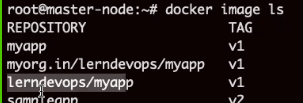 root@master-node:~# docker image ls
REPOSITORY TAG
myapp v1
myorg.in/lerndevops/myapp v1
lerndevops/myapp v1
sampleapp v2